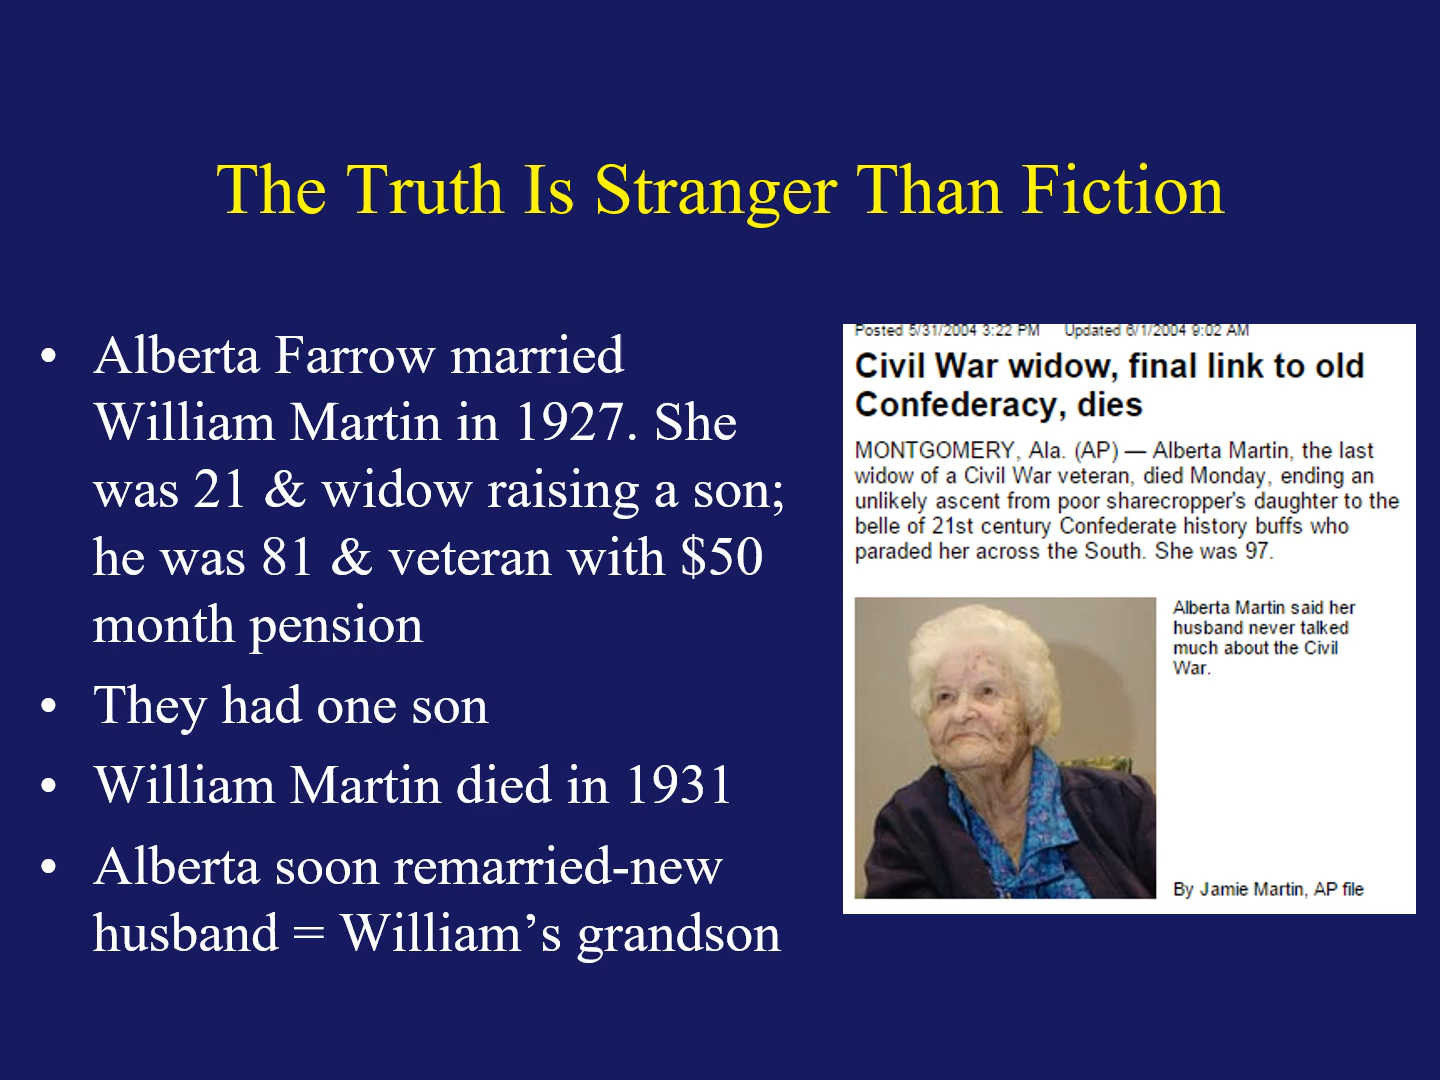 The Truth Is Stranger Than Fiction
• Alberta Farrow married
William Martin in 1927. She
was 21 & widow raising a son;
he was 81 & veteran with $50
month pension
• They had one son
• William Martin died in 1931
• Alberta soon remarried-new
husband = William’s grandson
Posted 5/31/2004 3:22 PM Updated 6/1/2004 9:02 AM
Civil War widow, final link to old
Confederacy, dies
MONTGOMERY, Ala. (AP) — Alberta Martin, the last
widow of a Civil War veteran, died Monday, ending an
unlikely ascent from poor sharecropper's daughter to the
belle of 21st century Confederate history buffs who
paraded her across the South. She was 97.
Alberta Martin said her
husband never talked
much about the Civil
War.
By Jamie Martin, AP file